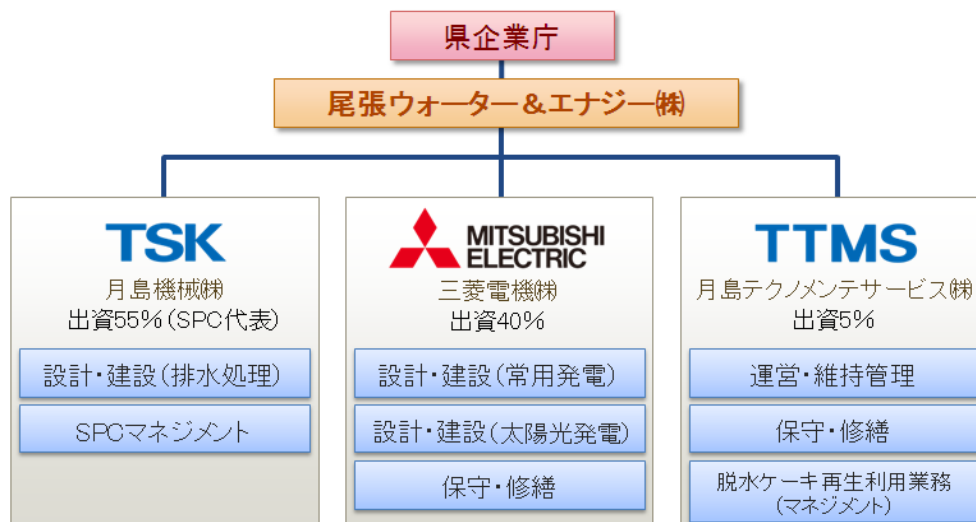 県企業庁
尾張ウォーター＆エナジー㈱
TSK
月島機械㈱
出資55%（SPC代表）
設計・建設（排水処理）
SPCマネジメント
MITSUBISHI
ELECTRIC
三菱電機㈱
出資40%
設計・建設（常用発電）
設計・建設（太陽光発電）
保守・修繕
TTMS
月島テクノメンテサービス㈱
出資5%
運営・維持管理
保守・修繕
脱水ケーキ再生利用業務
（マネジメント）